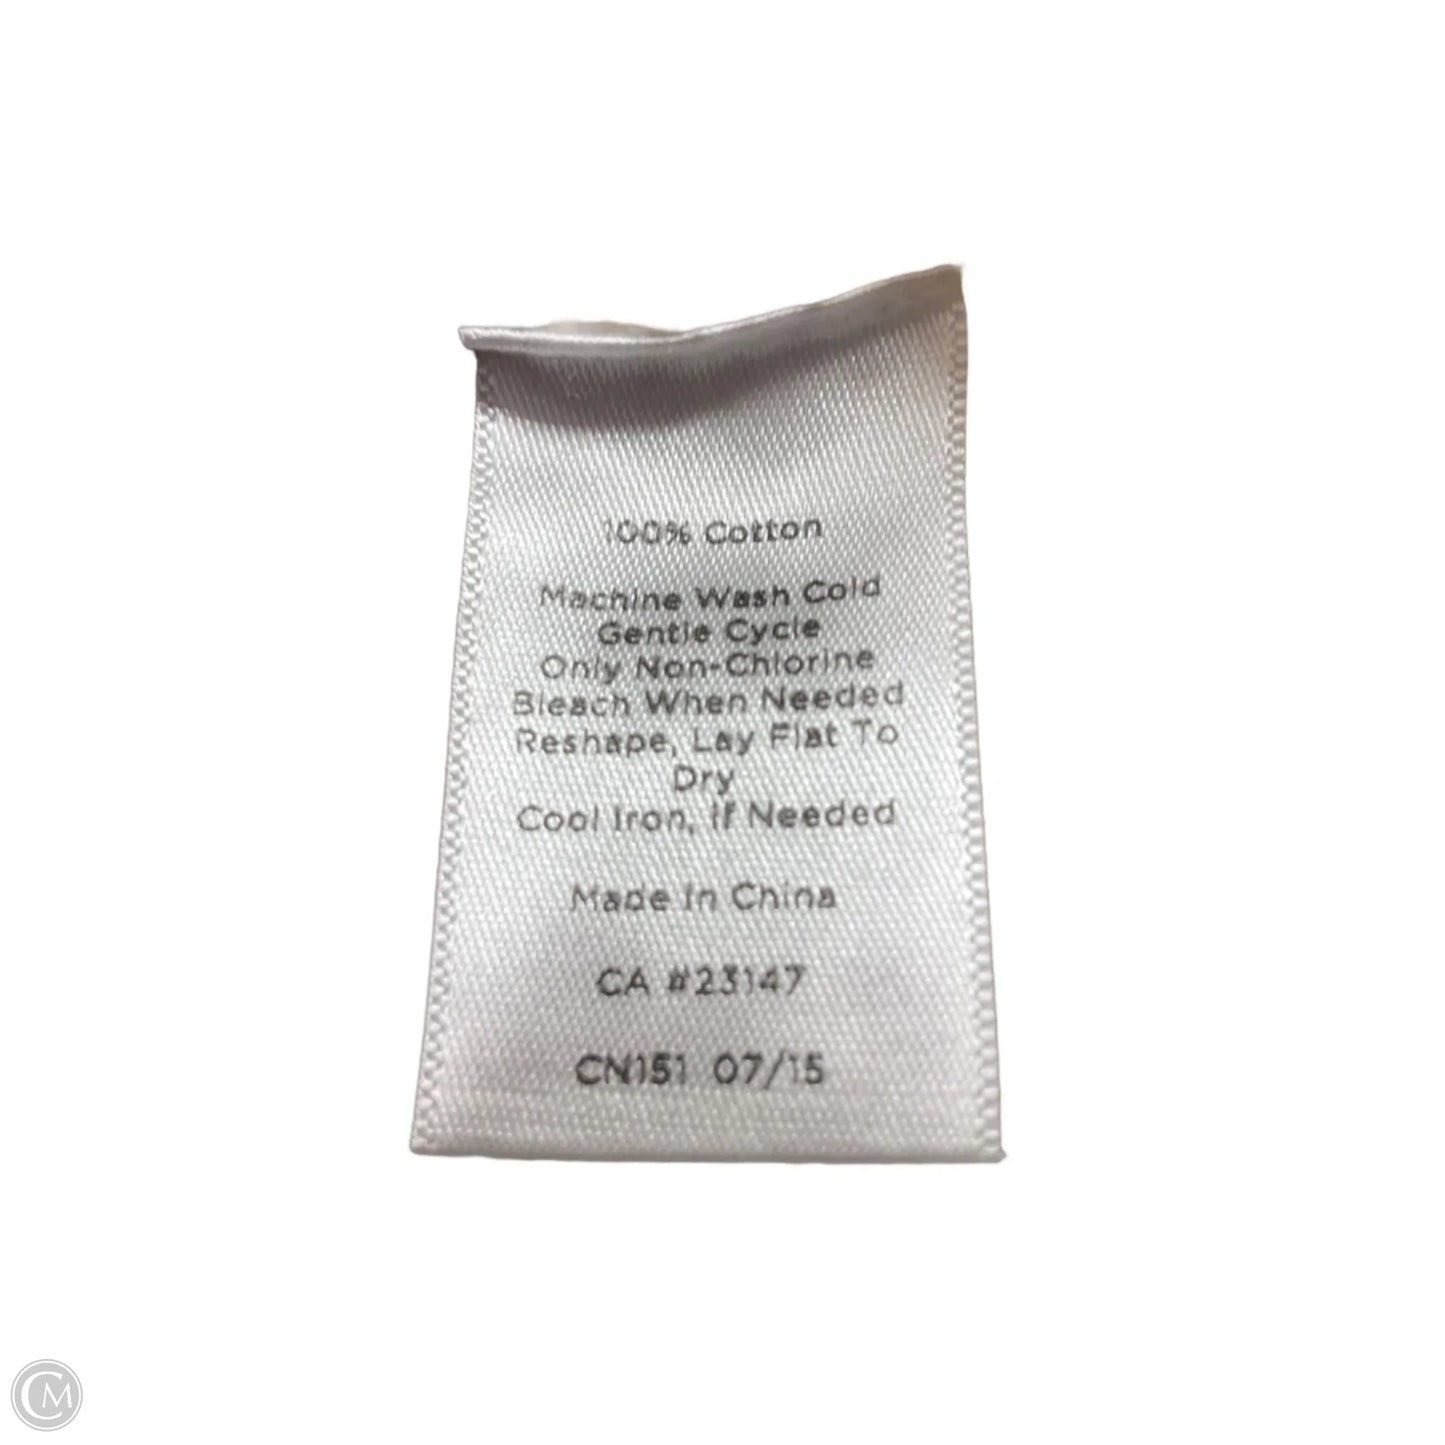 100% Cotton
Machine Wash Cold
Gentle Cycle
Only Non-Chlorine
Bleach When Needed
Reshape, Lay Flat To
Dry
Cool Iron, If Needed
Made In China
CA #23147
CN151 07/15
CM